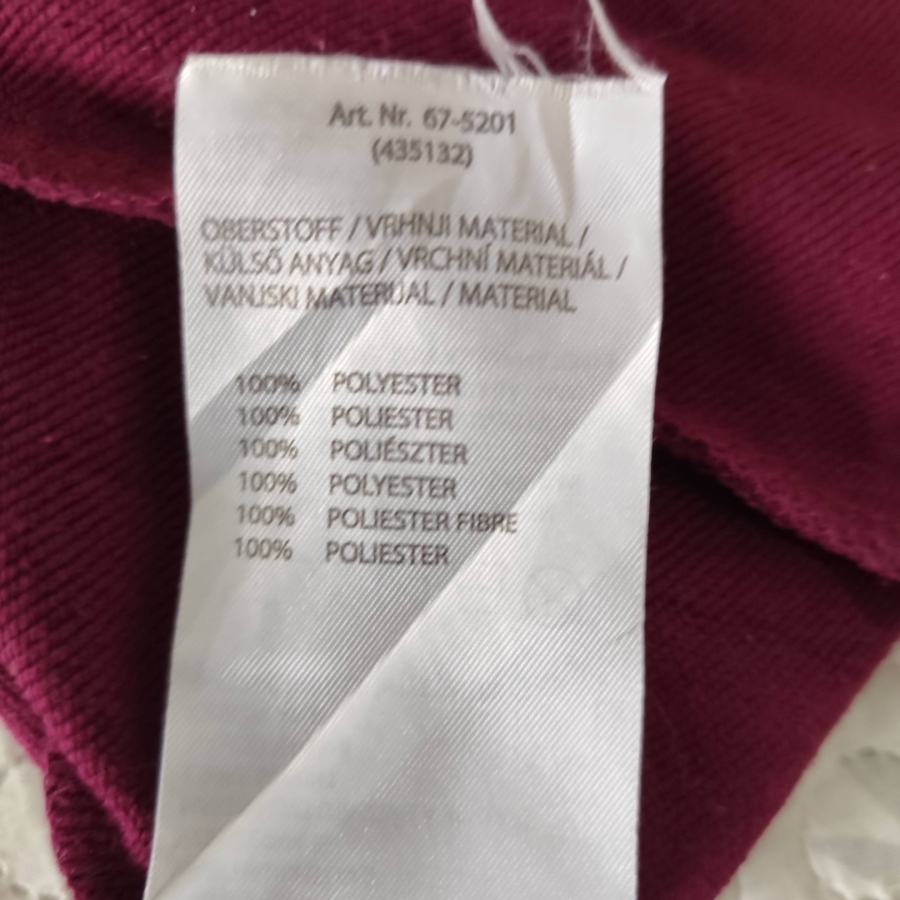 Art. Nr. 67-5201
(435132)
OBERSTOFF / VRHNJI MATERIAL /
KÜLSŐ ANYAG / VRCHNÍ MATERIÁL /
VANJSKI MATERIJAL / MATERIAL
100% POLYESTER
100% POLIESTER
100% POLIÉSZTER
100% POLYESTER
100% POLIESTER FIBRE
100% POLIESTER